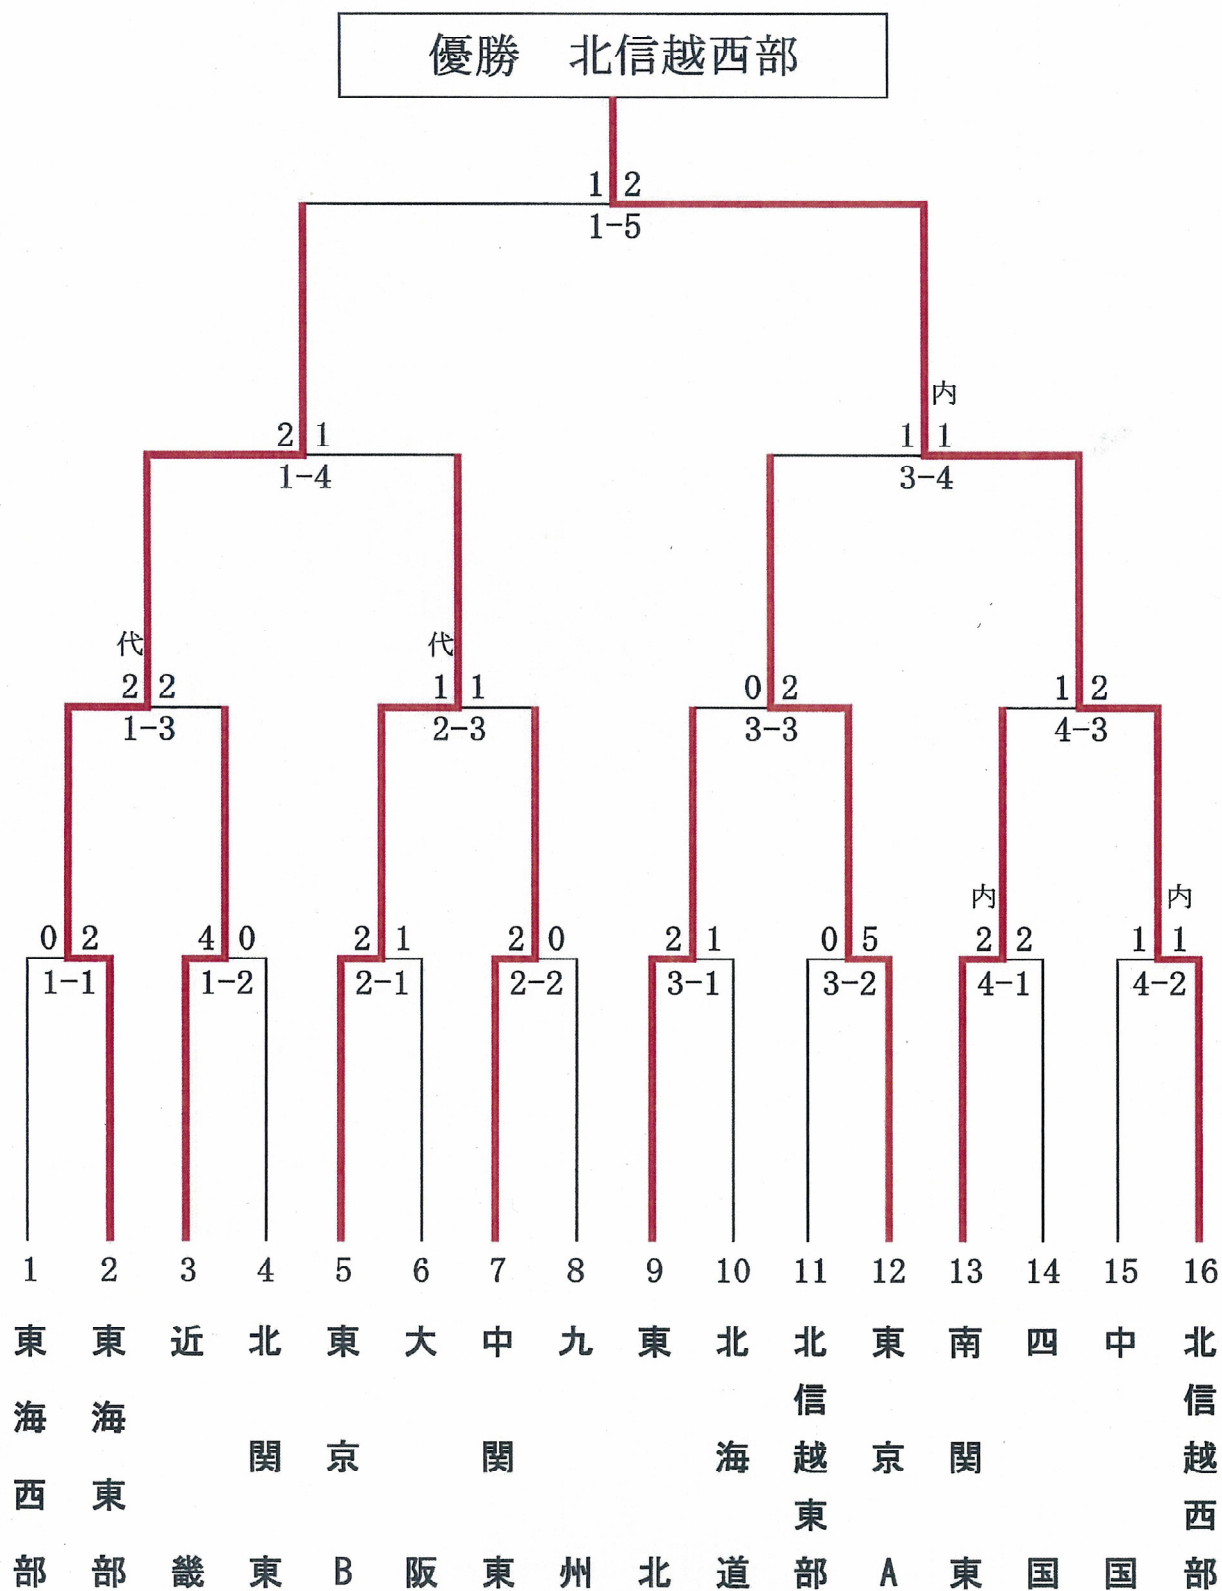 優勝　北信越西部
1 2
1-5
内
2 1
1 1
1-4
3-4
代
代
2 2
1 1
0 2
1 2
1-3
2-3
3-3
4-3
内
内
0 2
4 0
2 1
2 0
2 1
0 5
2 2
1 1
1-1
1-2
2-1
2-2
3-1
3-2
4-1
4-2
1 2 3 4 5 6 7 8 9 10 11 12 13 14 15 16
東海西部
東海東部
近畿
北関東
東京B
大阪
中関東
九州
東北
北海道
北信越東部
東京A
南関東
四国
中国
北信越西部